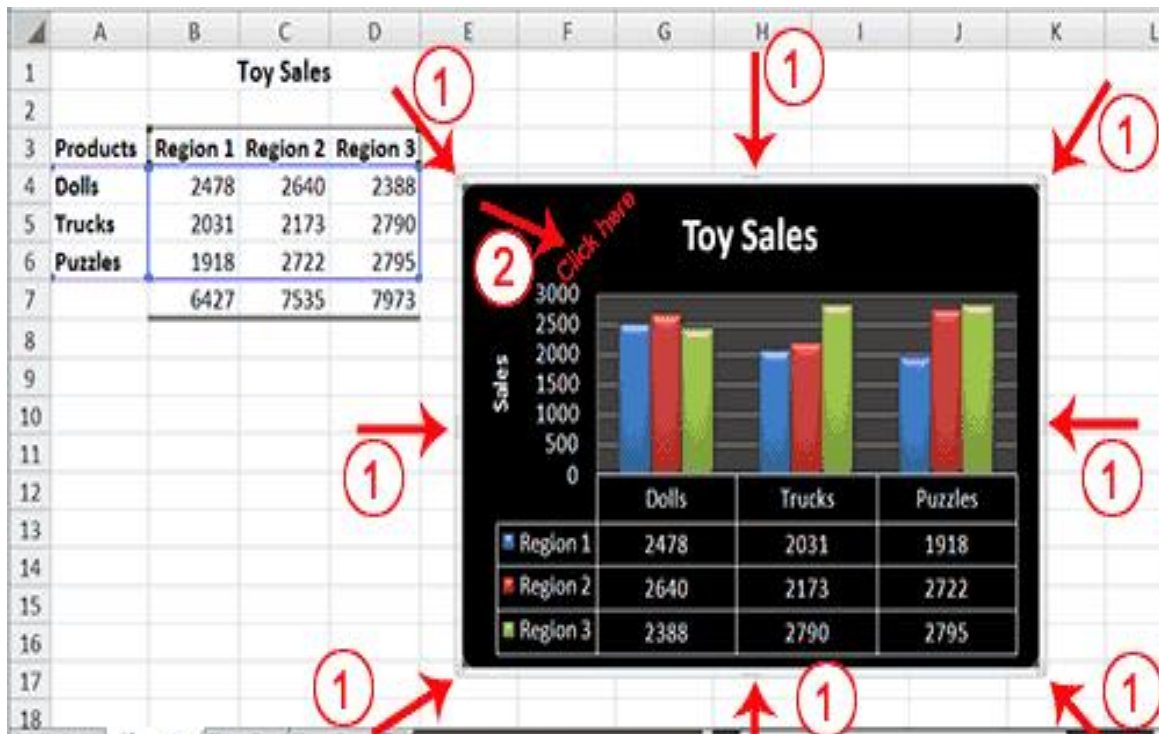 A B C D E F G H I J K L
1 Toy Sales 1 1
2
3 Products Region 1 Region 2 Region 3 1
4 Dolls 2478 2640 2388
5 Trucks 2031 2173 2790
6 Puzzles 1918 2722 2795
7 6427 7535 7973
8
9
10
11
12
13
14
15
16
17
18
2 Click here
Toy Sales
Sales
3000
2500
2000
1500
1000
500
0
1 1
Dolls Trucks Puzzles
Region 1 2478 2031 1918
Region 2 2640 2173 2722
Region 3 2388 2790 2795
1 1 1